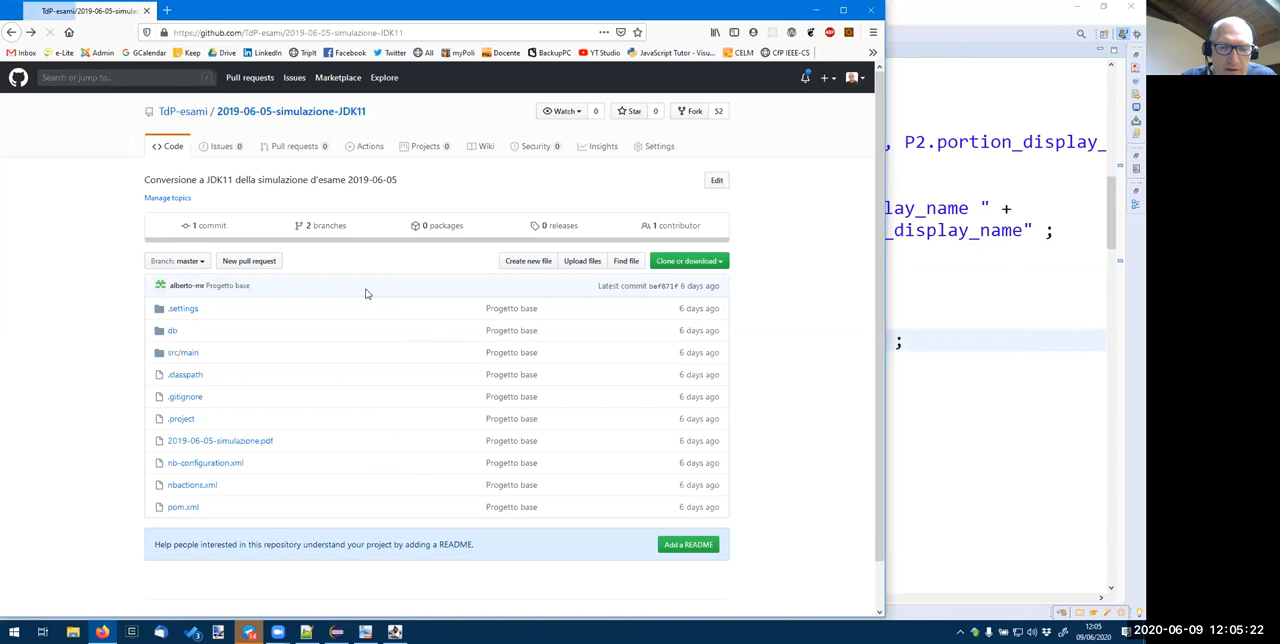 TdP-esami/2019-06-05-simula:
https://github.com/TdP-esami/2019-06-05-simulazione-JDK11
Inbox e-Lite Admin GCalendar Keep Drive LinkedIn TripIt Facebook Twitter All myPoli Docente BackupPC YT Studio JavaScript Tutor - Visu... CELM CfP IEEE-CS
Search or jump to... / Pull requests Issues Marketplace Explore
TdP-esami / 2019-06-05-simulazione-JDK11
Watch 0 Star 0 Fork 52
Code Issues 0 Pull requests 0 Actions Projects 0 Wiki Security 0 Insights Settings
Conversione a JDK11 della simulazione d'esame 2019-06-05
Edit
Manage topics
1 commit 2 branches 0 packages 0 releases 1 contributor
Branch: master New pull request Create new file Upload files Find file Clone or download
alberto-mr Progetto base Latest commit baf871f 6 days ago
.settings Progetto base 6 days ago
db Progetto base 6 days ago
src/main Progetto base 6 days ago
.classpath Progetto base 6 days ago
.gitignore Progetto base 6 days ago
.project Progetto base 6 days ago
2019-06-05-simulazione.pdf Progetto base 6 days ago
nb-configuration.xml Progetto base 6 days ago
nbactions.xml Progetto base 6 days ago
pom.xml Progetto base 6 days ago
Help people interested in this repository understand your project by adding a README.
Add a README
, P2.portion_display_
lay_name " +
_display_name" ;
;
12:05
09/06/2020
2020-06-09 12:05:22